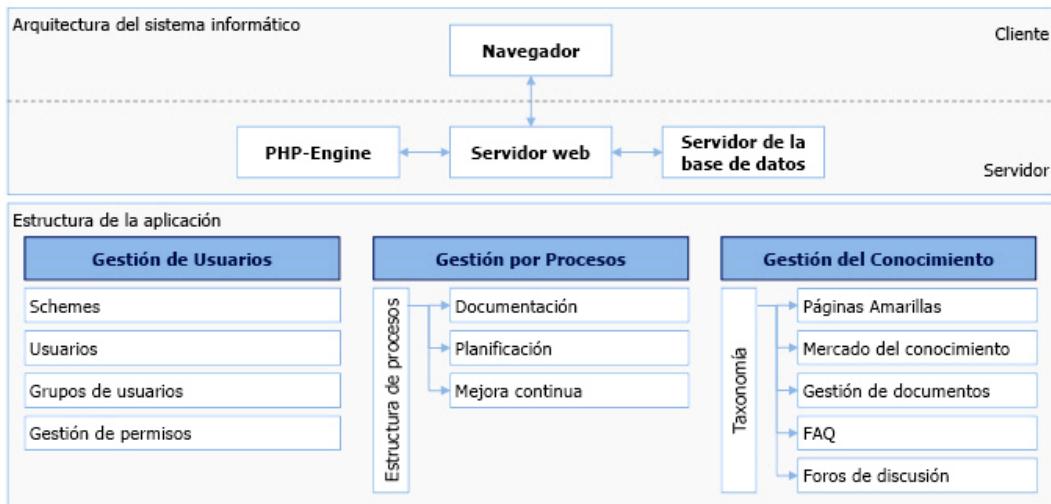 Arquitectura del sistema informático
Cliente
Navegador
PHP-Engine
Servidor web
Servidor de la
base de datos
Servidor
Estructura de la aplicación
Gestión de Usuarios
Schemes
Usuarios
Grupos de usuarios
Gestión de permisos
Gestión por Procesos
Estructura de procesos
Documentación
Planificación
Mejora continua
Gestión del Conocimiento
Taxonomía
Páginas Amarillas
Mercado del conocimiento
Gestión de documentos
FAQ
Foros de discusión